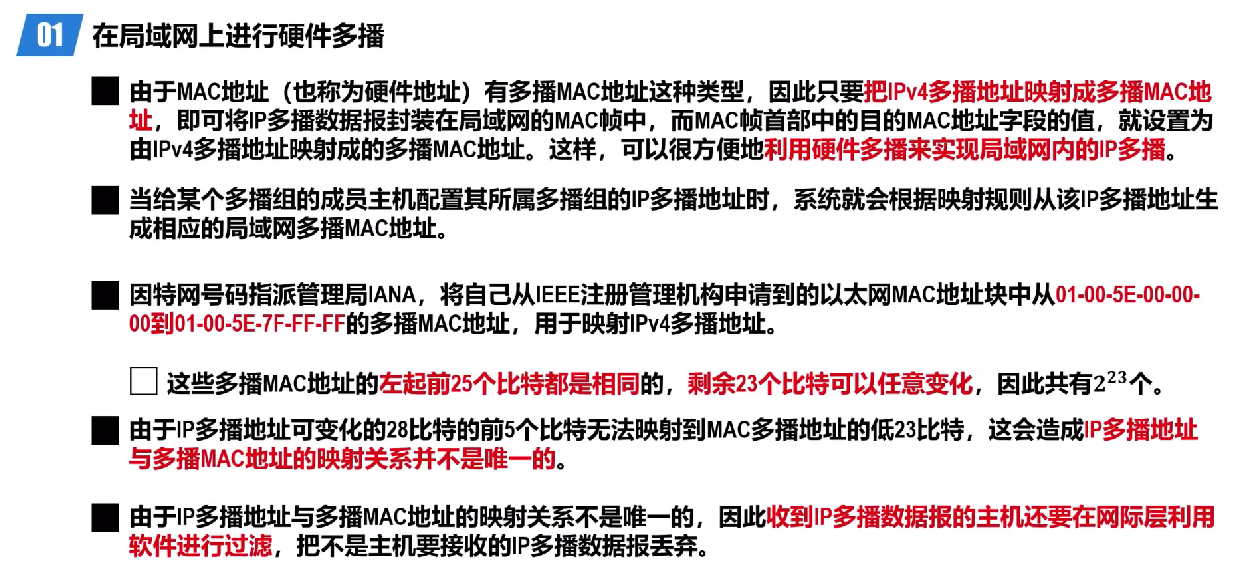 01 在局域网上进行硬件多播
由于MAC地址（也称为硬件地址）有多播MAC地址这种类型，因此只要把IPv4多播地址映射成多播MAC地
址，即可将IP多播数据报封装在局域网的MAC帧中，而MAC帧首部中的目的MAC地址字段的值，就设置为
由IPv4多播地址映射成的多播MAC地址。这样，可以很方便地利用硬件多播来实现局域网内的IP多播。
当给某个多播组的成员主机配置其所属多播组的IP多播地址时，系统就会根据映射规则从该IP多播地址生
成相应的局域网多播MAC地址。
因特网号码指派管理局IANA，将自己从IEEE注册管理机构申请到的以太网MAC地址块中从01-00-5E-00-00-
00到01-00-5E-7F-FF-FF的多播MAC地址，用于映射IPv4多播地址。
这些多播MAC地址的左起前25个比特都是相同的，剩余23个比特可以任意变化，因此共有2²³个。
由于IP多播地址可变化的28比特的前5个比特无法映射到MAC多播地址的低23比特，这会造成IP多播地址
与多播MAC地址的映射关系并不是唯一的。
由于IP多播地址与多播MAC地址的映射关系不是唯一的，因此收到IP多播数据报的主机还要在网际层利用
软件进行过滤，把不是主机要接收的IP多播数据报丢弃。